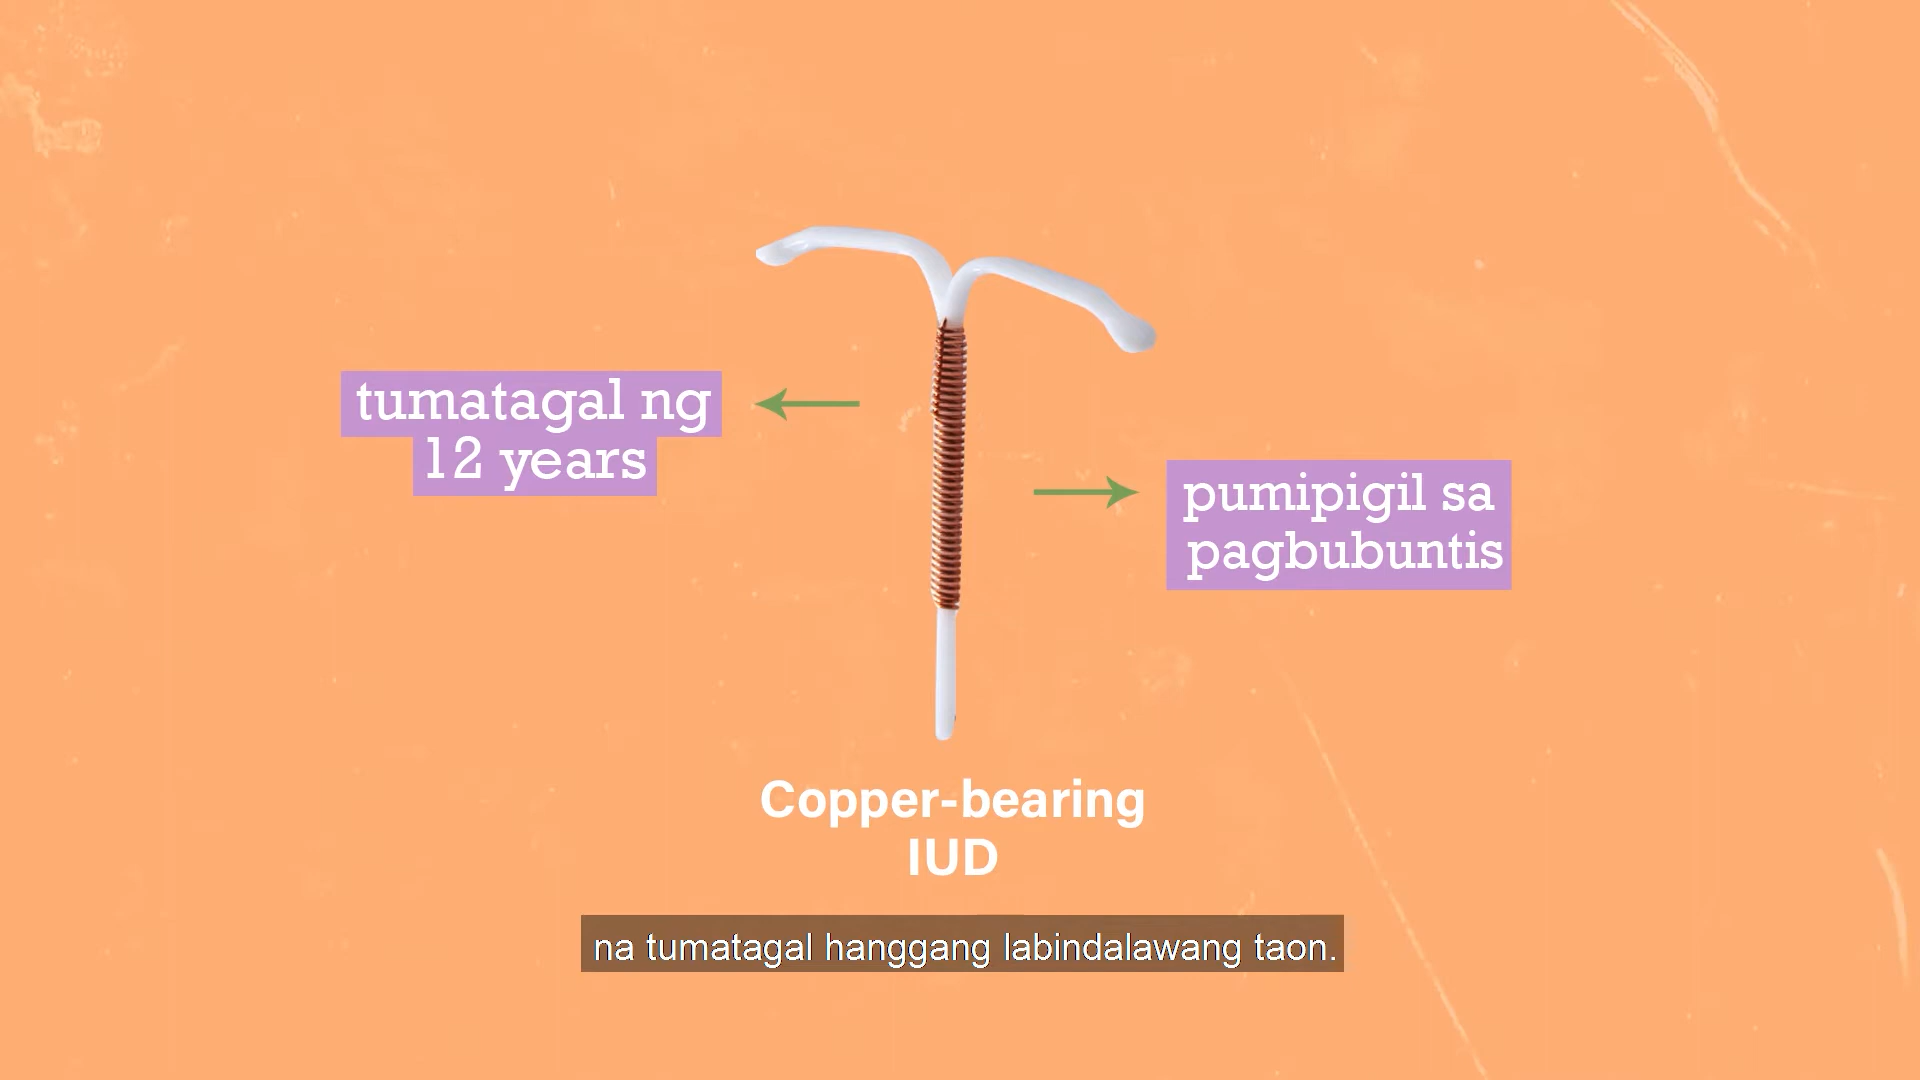 tumatagal ng
12 years
pumipigil sa
pagbubuntis
Copper-bearing
IUD
na tumatagal hanggang labindalawang taon.